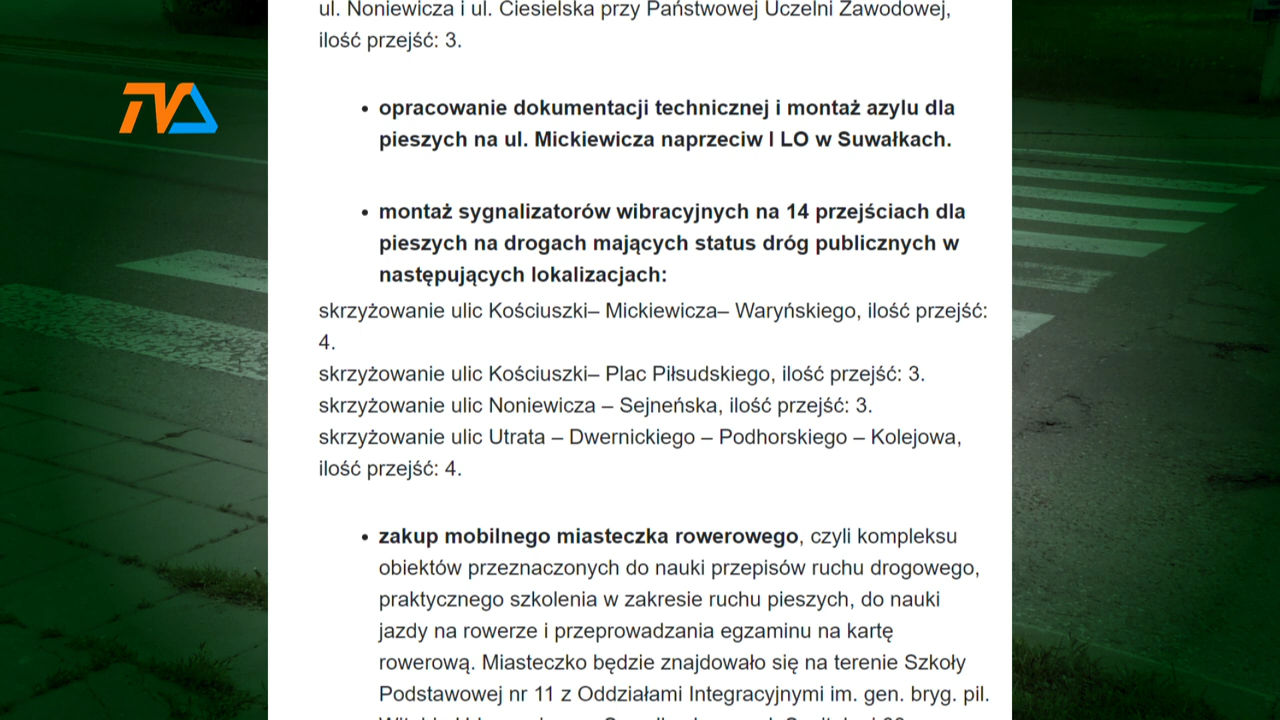 ul. Noniewicza i ul. Ciesielska przy Państwowej Uczelni Zawodowej,
ilość przejść: 3.
TVA
• opracowanie dokumentacji technicznej i montaż azylu dla
pieszych na ul. Mickiewicza naprzeciw I LO w Suwałkach.
• montaż sygnalizatorów wibracyjnych na 14 przejściach dla
pieszych na drogach mających status dróg publicznych w
następujących lokalizacjach:
skrzyżowanie ulic Kościuszki– Mickiewicza– Waryńskiego, ilość przejść:
4.
skrzyżowanie ulic Kościuszki– Plac Piłsudskiego, ilość przejść: 3.
skrzyżowanie ulic Noniewicza – Sejneńska, ilość przejść: 3.
skrzyżowanie ulic Utrata – Dwernickiego – Podhorskiego – Kolejowa,
ilość przejść: 4.
• zakup mobilnego miasteczka rowerowego, czyli kompleksu
obiektów przeznaczonych do nauki przepisów ruchu drogowego,
praktycznego szkolenia w zakresie ruchu pieszych, do nauki
jazdy na rowerze i przeprowadzania egzaminu na kartę
rowerową. Miasteczko będzie znajdowało się na terenie Szkoły
Podstawowej nr 11 z Oddziałami Integracyjnymi im. gen. bryg. pil.